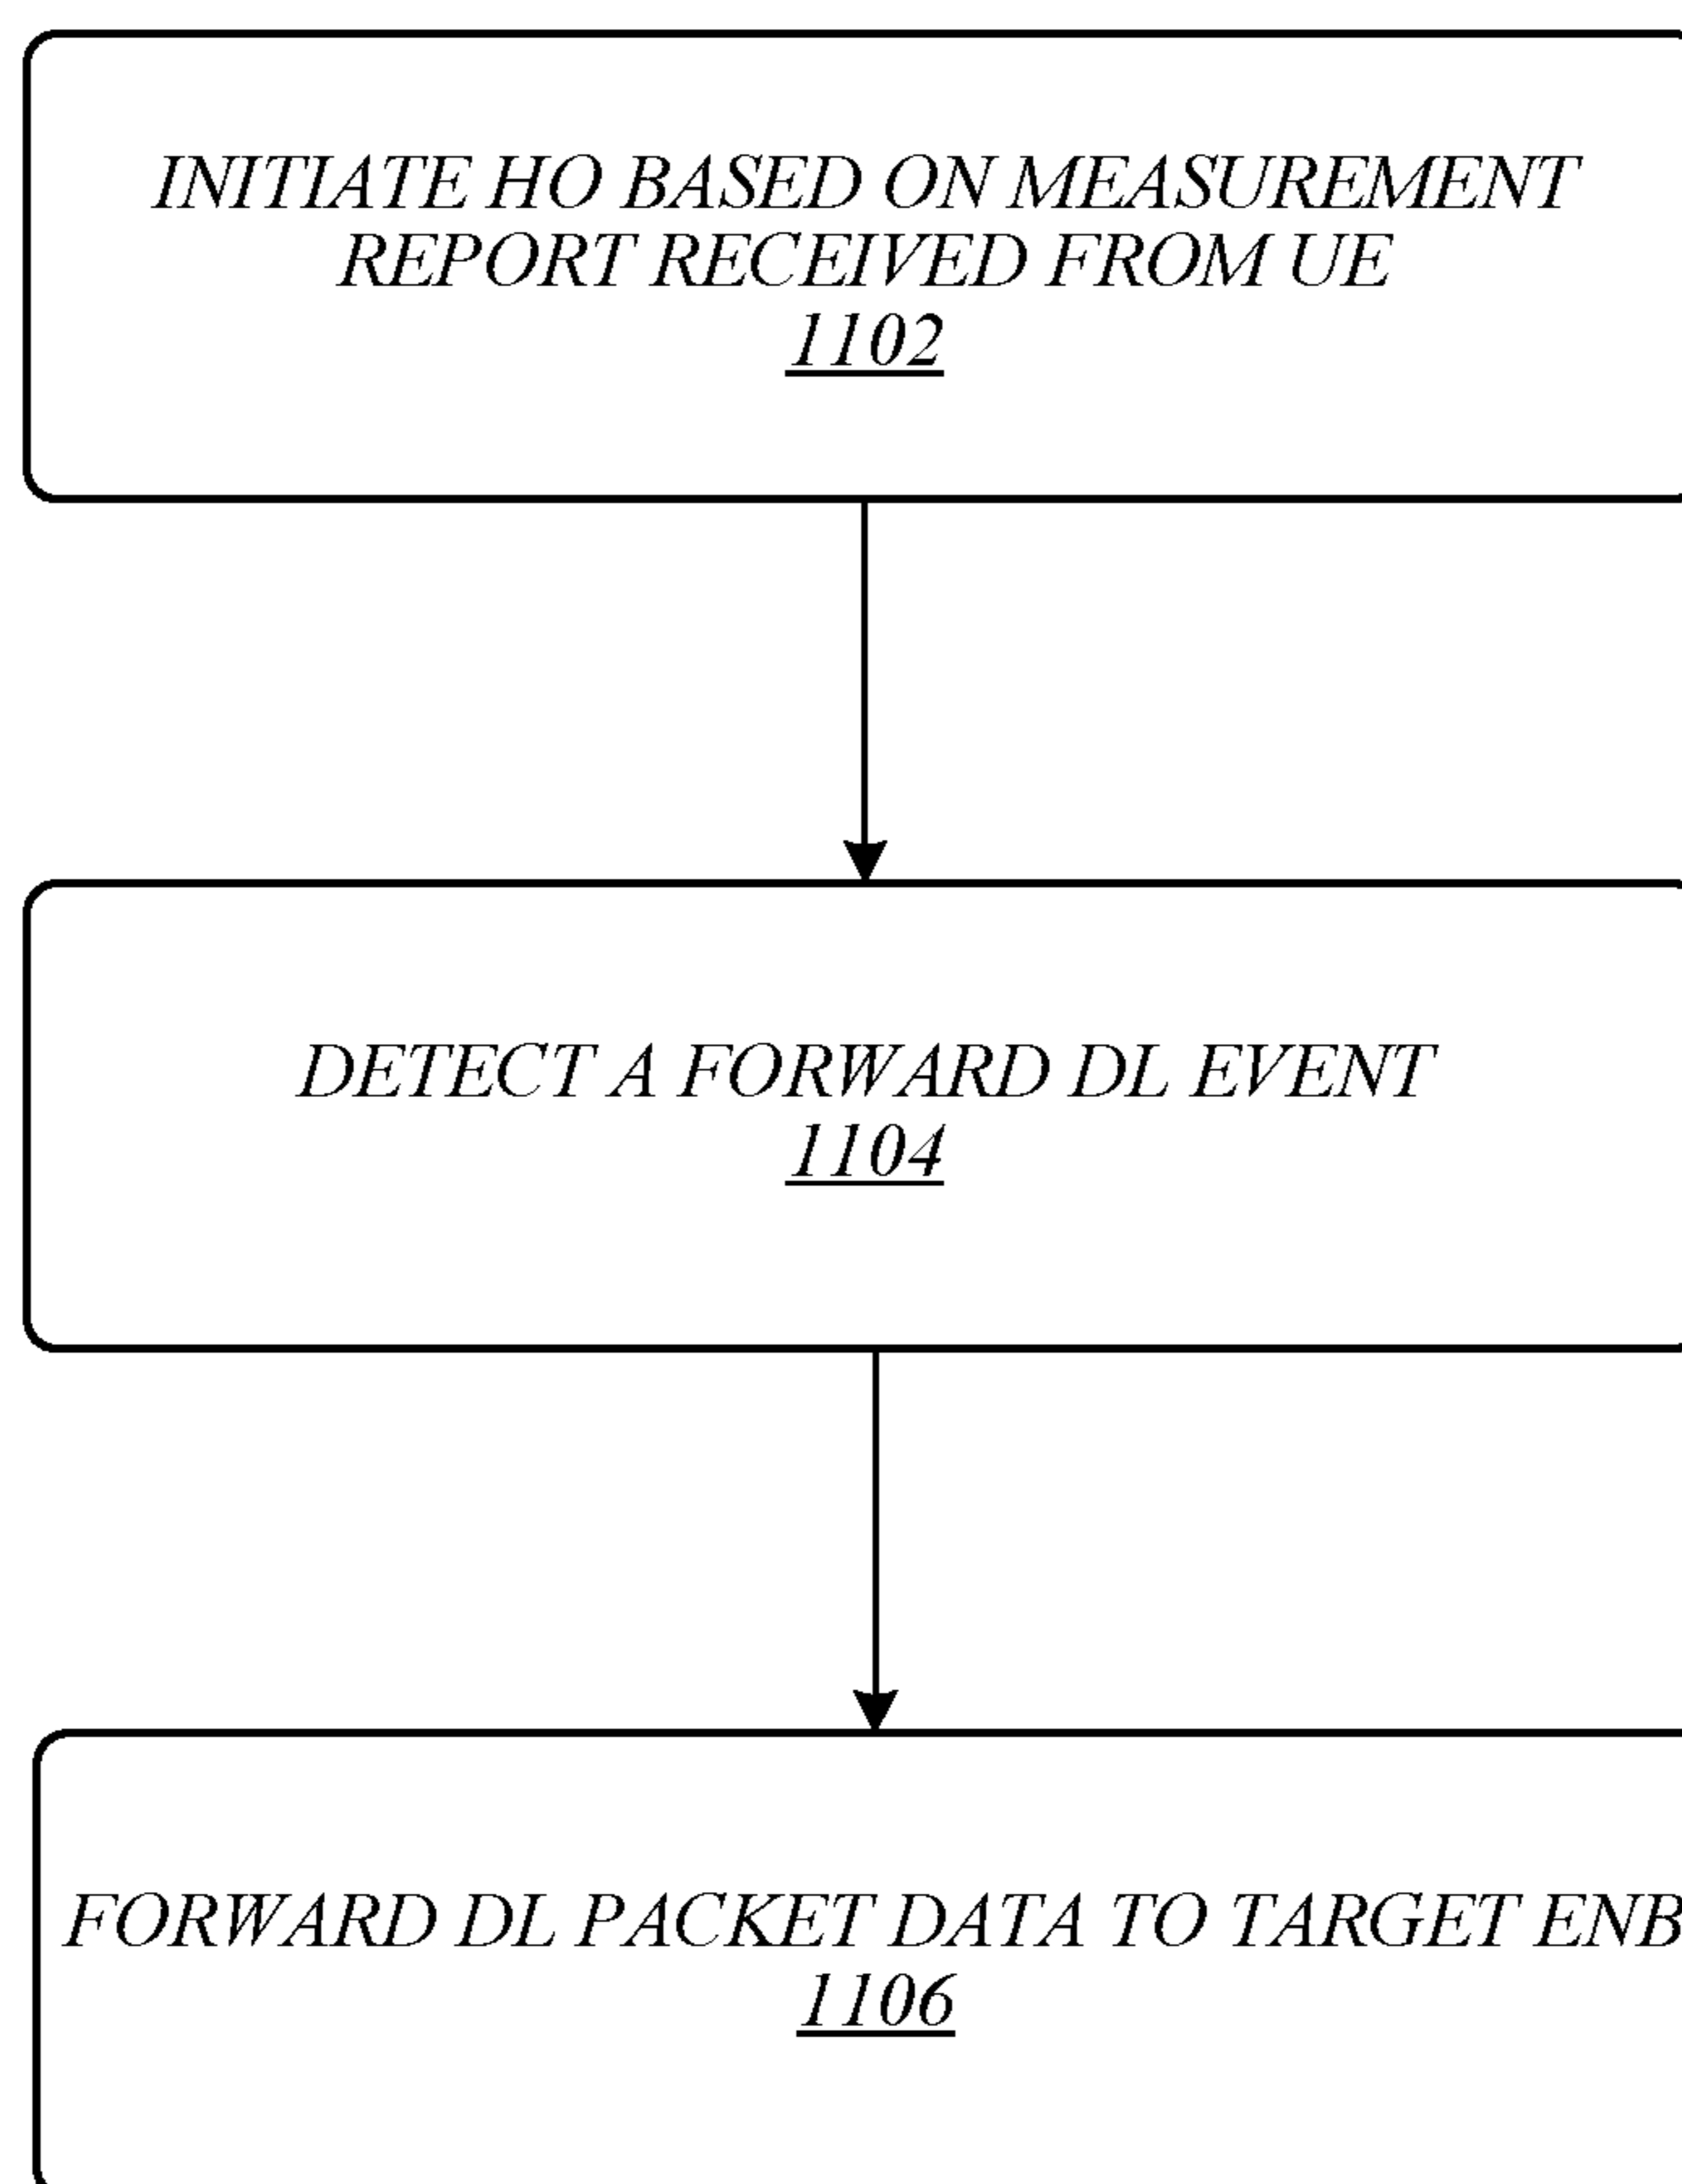 INITIATE HO BASED ON MEASUREMENT
REPORT RECEIVED FROM UE
1102
DETECT A FORWARD DL EVENT
1104
FORWARD DL PACKET DATA TO TARGET ENB
1106